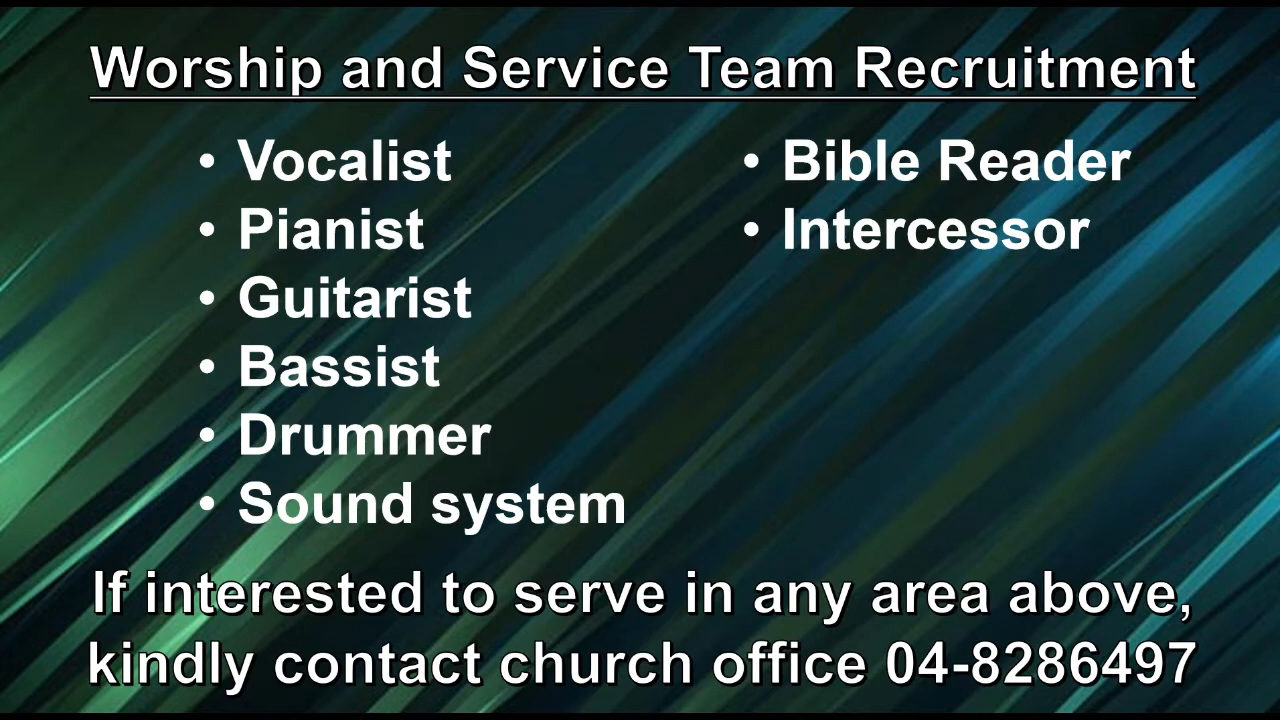 Worship and Service Team Recruitment
• Vocalist
• Pianist
• Guitarist
• Bassist
• Drummer
• Sound system
• Bible Reader
• Intercessor
If interested to serve in any area above,
kindly contact church office 04-8286497